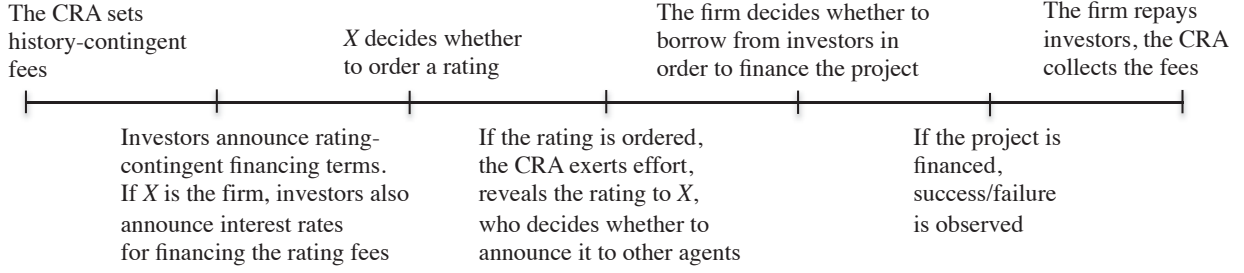 The CRA sets
history-contingent
fees
Investors announce rating-
contingent financing terms.
If X is the firm, investors also
announce interest rates
for financing the rating fees
X decides whether
to order a rating
If the rating is ordered,
the CRA exerts effort,
reveals the rating to X,
who decides whether to
announce it to other agents
The firm decides whether to
borrow from investors in
order to finance the project
If the project is
financed,
success/failure
is observed
The firm repays
investors, the CRA
collects the fees